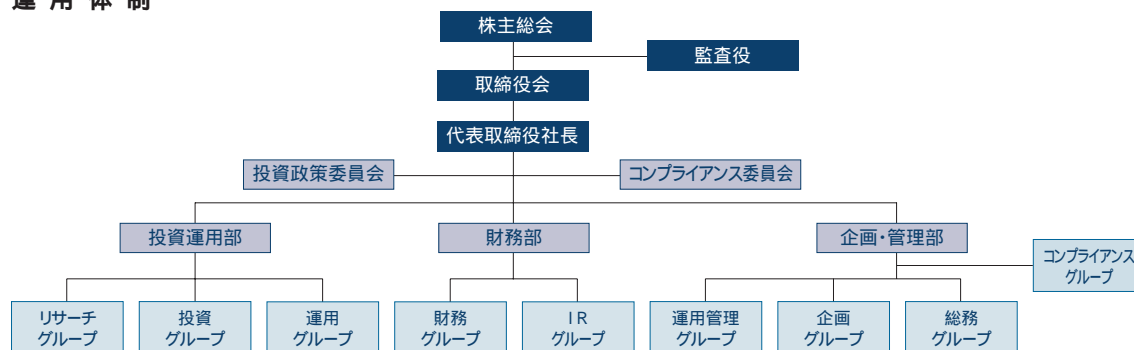 運用体制
株主総会
監査役
取締役会
代表取締役社長
投資政策委員会
コンプライアンス委員会
投資運用部
財務部
企画・管理部
コンプライアンス
グループ
リサーチ
グループ
投資
グループ
運用
グループ
財務
グループ
IR
グループ
運用管理
グループ
企画
グループ
総務
グループ